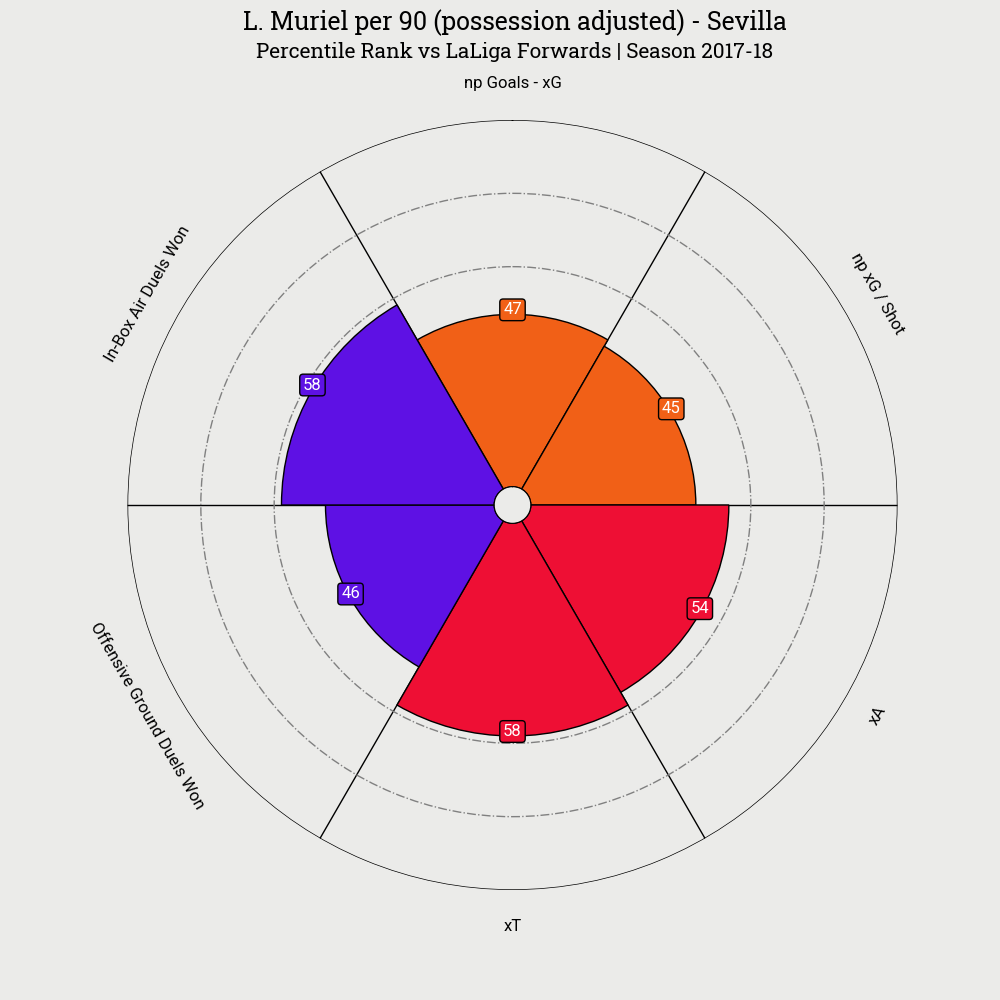 L. Muriel per 90 (possession adjusted) - Sevilla
Percentile Rank vs LaLiga Forwards | Season 2017-18
np Goals - xG
In-Box Air Duels Won
np xG / Shot
47
58
45
46
54
58
Offensive Ground Duels Won
xA
xT